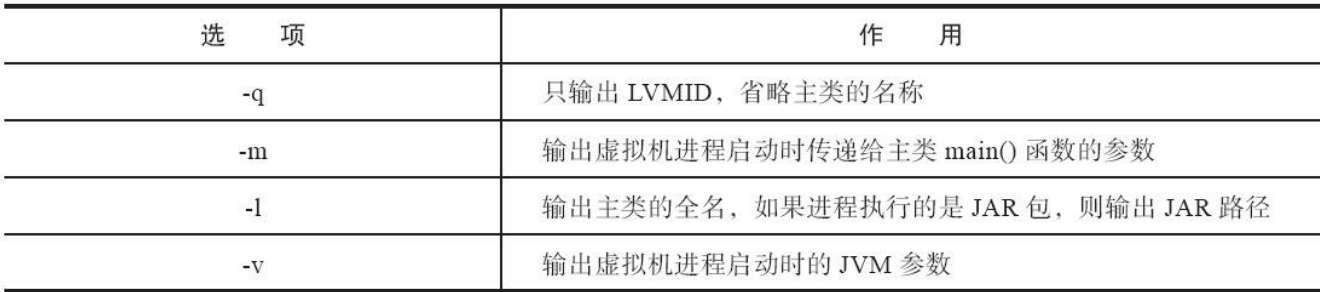 选 项 作 用
-q 只输出 LVMID，省略主类的名称
-m 输出虚拟机进程启动时传递给主类 main() 函数的参数
-l 输出主类的全名，如果进程执行的是 JAR 包，则输出 JAR 路径
-v 输出虚拟机进程启动时的 JVM 参数